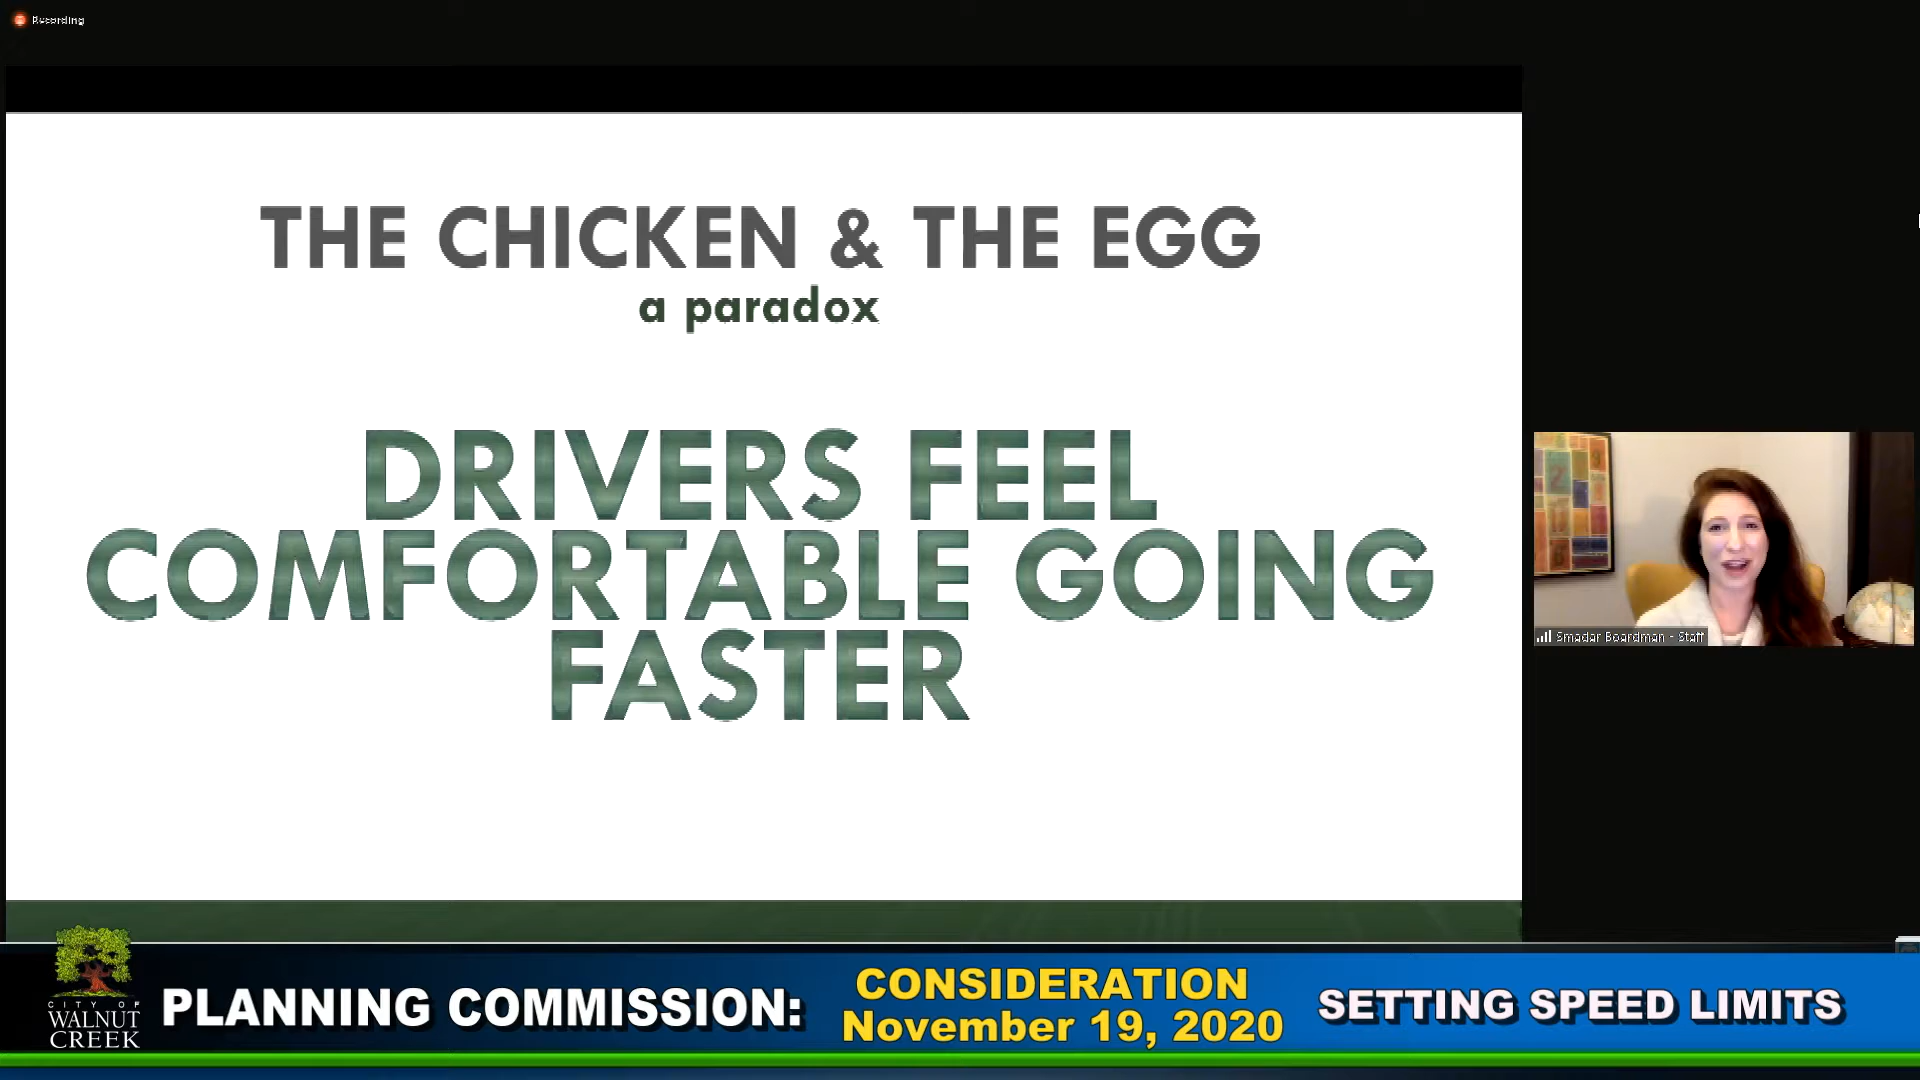 Recording
THE CHICKEN & THE EGG
a paradox
DRIVERS FEEL
COMFORTABLE GOING
FASTER
Smadar Boardman - Staff
CITY OF
WALNUT
CREEK
PLANNING COMMISSION:
CONSIDERATION
November 19, 2020
SETTING SPEED LIMITS